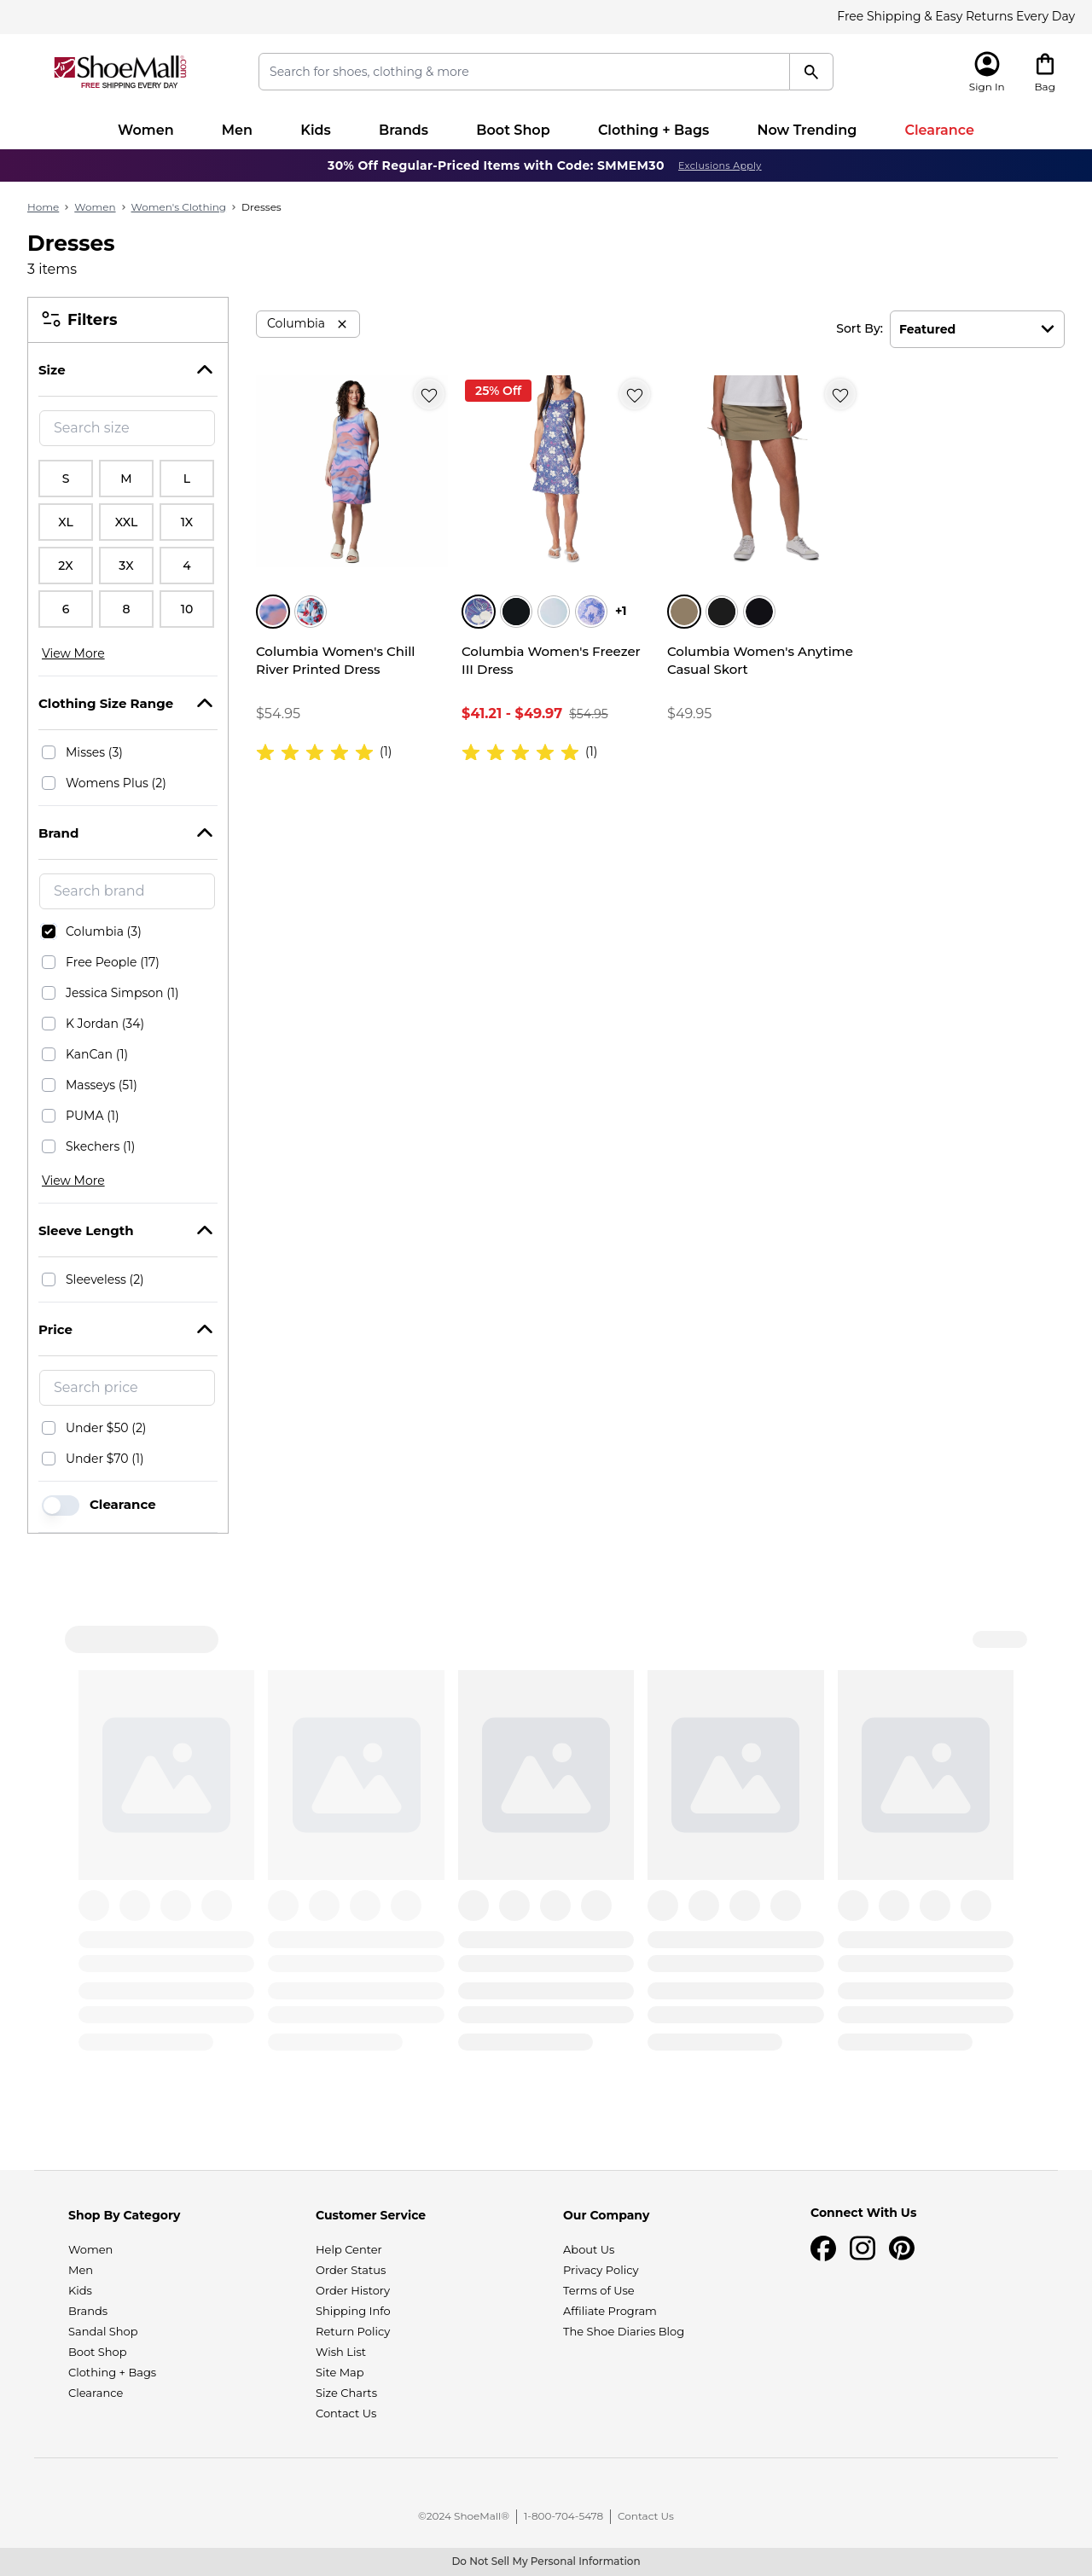 Free Shipping & Easy Returns Every Day
ShoeMall.com
FREE SHIPPING EVERY DAY
Search for shoes, clothing & more
Sign In
Bag
Women
Men
Kids
Brands
Boot Shop
Clothing + Bags
Now Trending
Clearance
30% Off Regular-Priced Items with Code: SMMEM30 Exclusions Apply
Home › Women › Women's Clothing › Dresses
Dresses
3 items
Filters
Size
Search size
S M L
XL XXL 1X
2X 3X 4
6 8 10
View More
Clothing Size Range
Misses (3)
Womens Plus (2)
Brand
Search brand
Columbia (3)
Free People (17)
Jessica Simpson (1)
K Jordan (34)
KanCan (1)
Masseys (51)
PUMA (1)
Skechers (1)
View More
Sleeve Length
Sleeveless (2)
Price
Search price
Under $50 (2)
Under $70 (1)
Clearance
Columbia
Sort By: Featured
Columbia Women's Chill
River Printed Dress
$54.95
(1)
25% Off
+1
Columbia Women's Freezer
III Dress
$41.21 - $49.97 $54.95
(1)
Columbia Women's Anytime
Casual Skort
$49.95
Shop By Category
Women
Men
Kids
Brands
Sandal Shop
Boot Shop
Clothing + Bags
Clearance
Customer Service
Help Center
Order Status
Order History
Shipping Info
Return Policy
Wish List
Site Map
Size Charts
Contact Us
Our Company
About Us
Privacy Policy
Terms of Use
Affiliate Program
The Shoe Diaries Blog
Connect With Us
©2024 ShoeMall® | 1-800-704-5478 | Contact Us
Do Not Sell My Personal Information